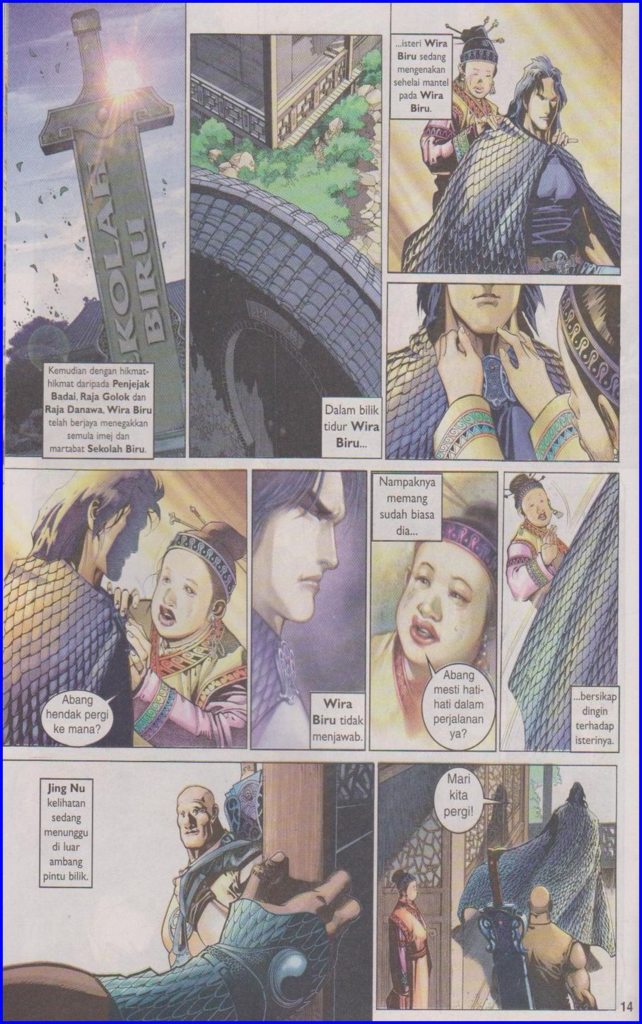 KOLAH
BIRU
Kemudian dengan hikmat-
hikmat daripada Penjejak
Badai, Raja Golok dan
Raja Danawa, Wira Biru
telah berjaya menegakkan
semula imej dan
martabat Sekolah Biru.
Dalam bilik
tidur Wira
Biru...
...isteri Wira
Biru sedang
mengenakan
sehelai mantel
pada Wira
Biru.
Abang
hendak pergi
ke mana?
Wira
Biru tidak
menjawab.
Nampaknya
memang
sudah biasa
dia...
Abang
mesti hati-
hati dalam
perjalanan
ya?
...bersikap
dingin
terhadap
isterinya.
Jing Nu
kelihatan
sedang
menunggu
di luar
ambang
pintu bilik.
Mari
kita
pergi!
14